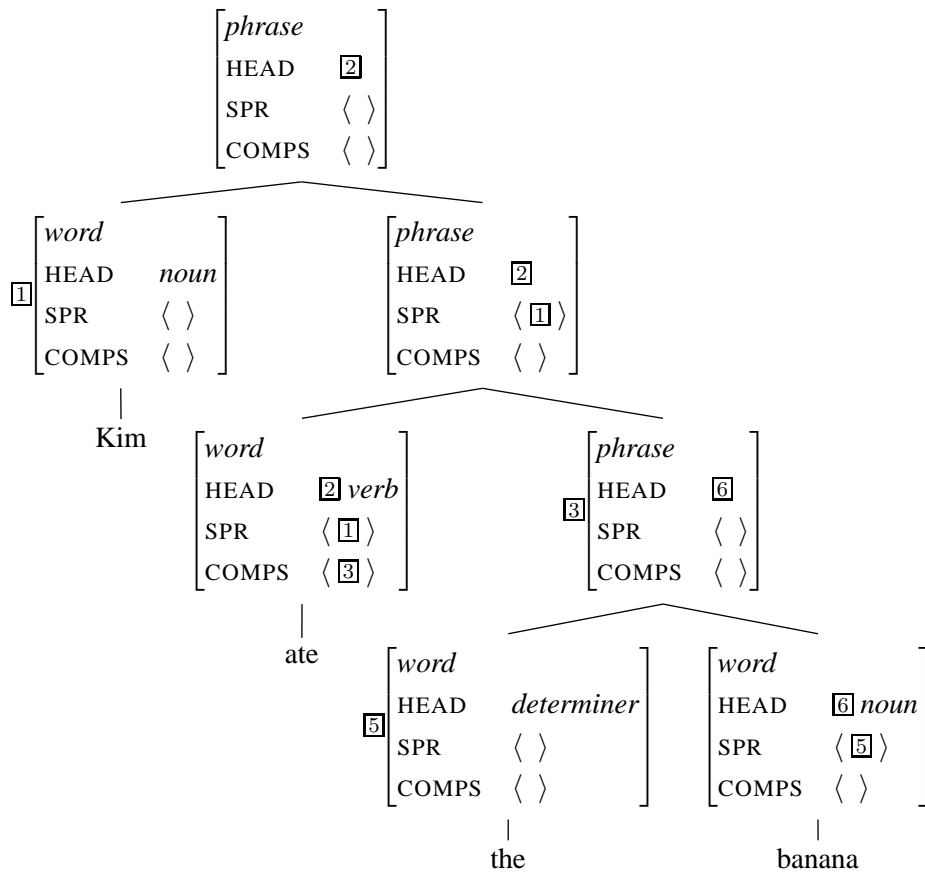 phrase
HEAD 2
SPR ⟨ ⟩
COMPS ⟨ ⟩
word
HEAD noun
1
SPR ⟨ ⟩
COMPS ⟨ ⟩
Kim
phrase
HEAD 2
SPR ⟨ 1 ⟩
COMPS ⟨ ⟩
word
HEAD 2 verb
SPR ⟨ 1 ⟩
COMPS ⟨ 3 ⟩
ate
phrase
HEAD 6
3
SPR ⟨ ⟩
COMPS ⟨ ⟩
word
HEAD determiner
5
SPR ⟨ ⟩
COMPS ⟨ ⟩
the
word
HEAD 6 noun
SPR ⟨ 5 ⟩
COMPS ⟨ ⟩
banana